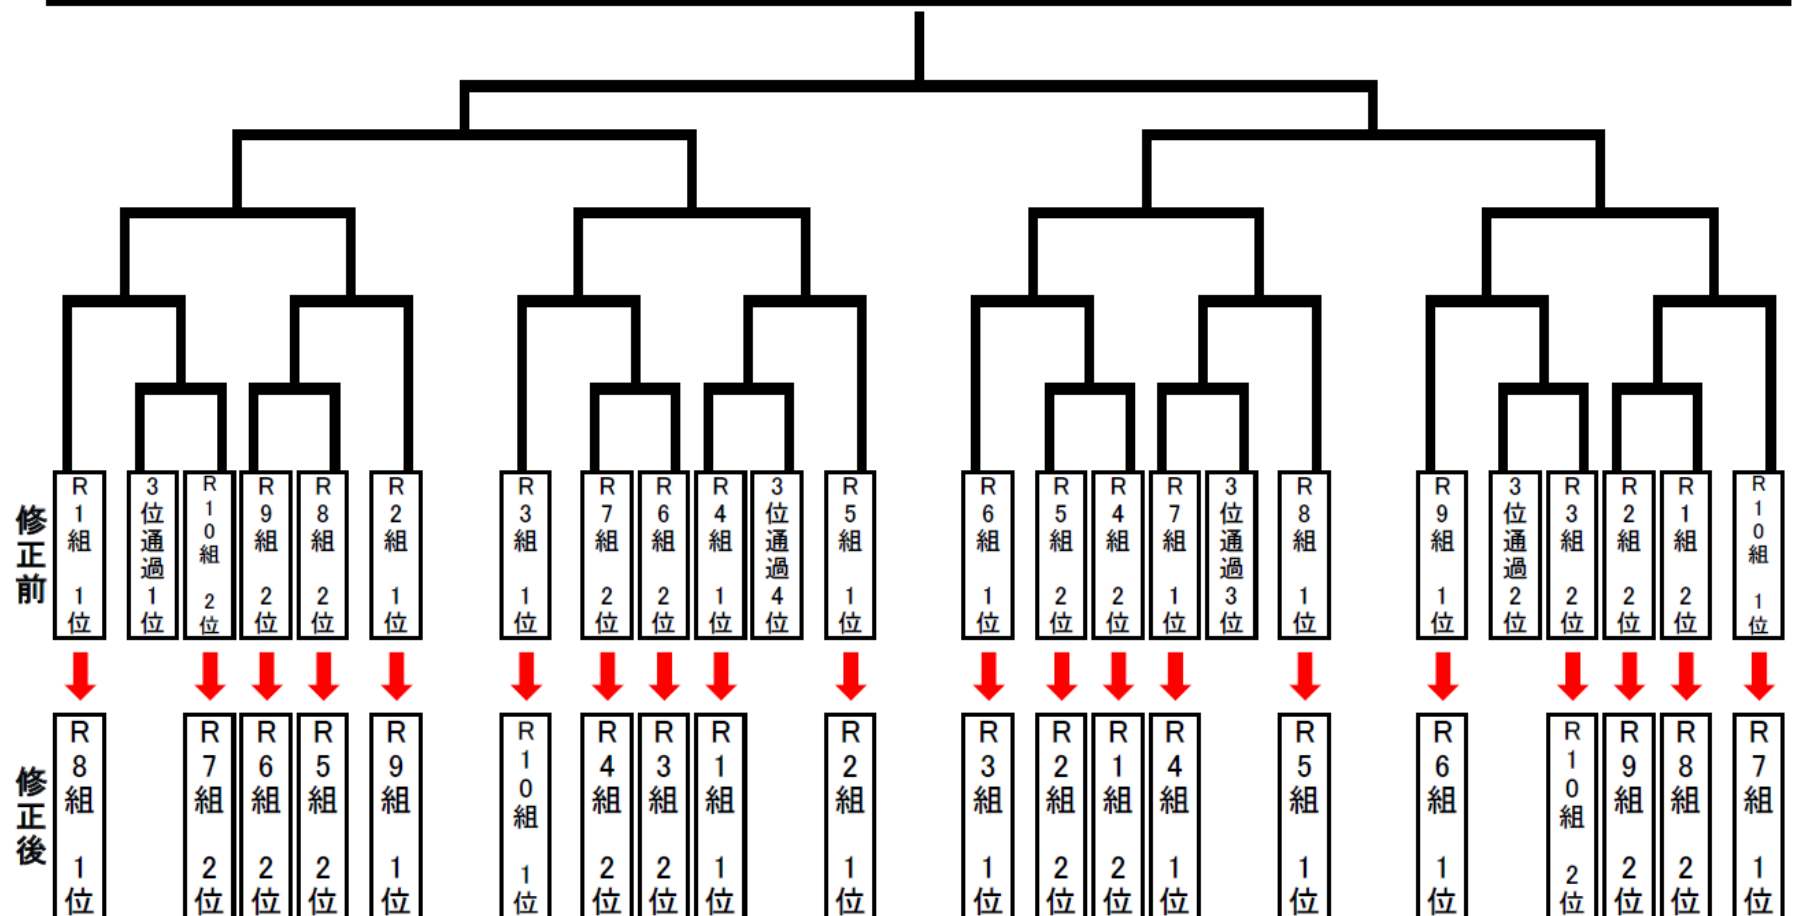 修正前
R1組 1位
3位通過1位
R10組 2位
R9組 2位
R8組 2位
R2組 1位
R3組 1位
R7組 2位
R6組 2位
R4組 1位
3位通過4位
R5組 1位
R6組 1位
R5組 2位
R4組 2位
R7組 1位
3位通過3位
R8組 1位
R9組 1位
3位通過2位
R3組 2位
R2組 2位
R1組 2位
R10組 1位
修正後
R8組 1位
R7組 2位
R6組 2位
R5組 2位
R9組 1位
R10組 1位
R4組 2位
R3組 2位
R1組 1位
R2組 1位
R3組 1位
R2組 2位
R1組 2位
R4組 1位
R5組 1位
R6組 1位
R10組 2位
R9組 2位
R8組 2位
R7組 1位